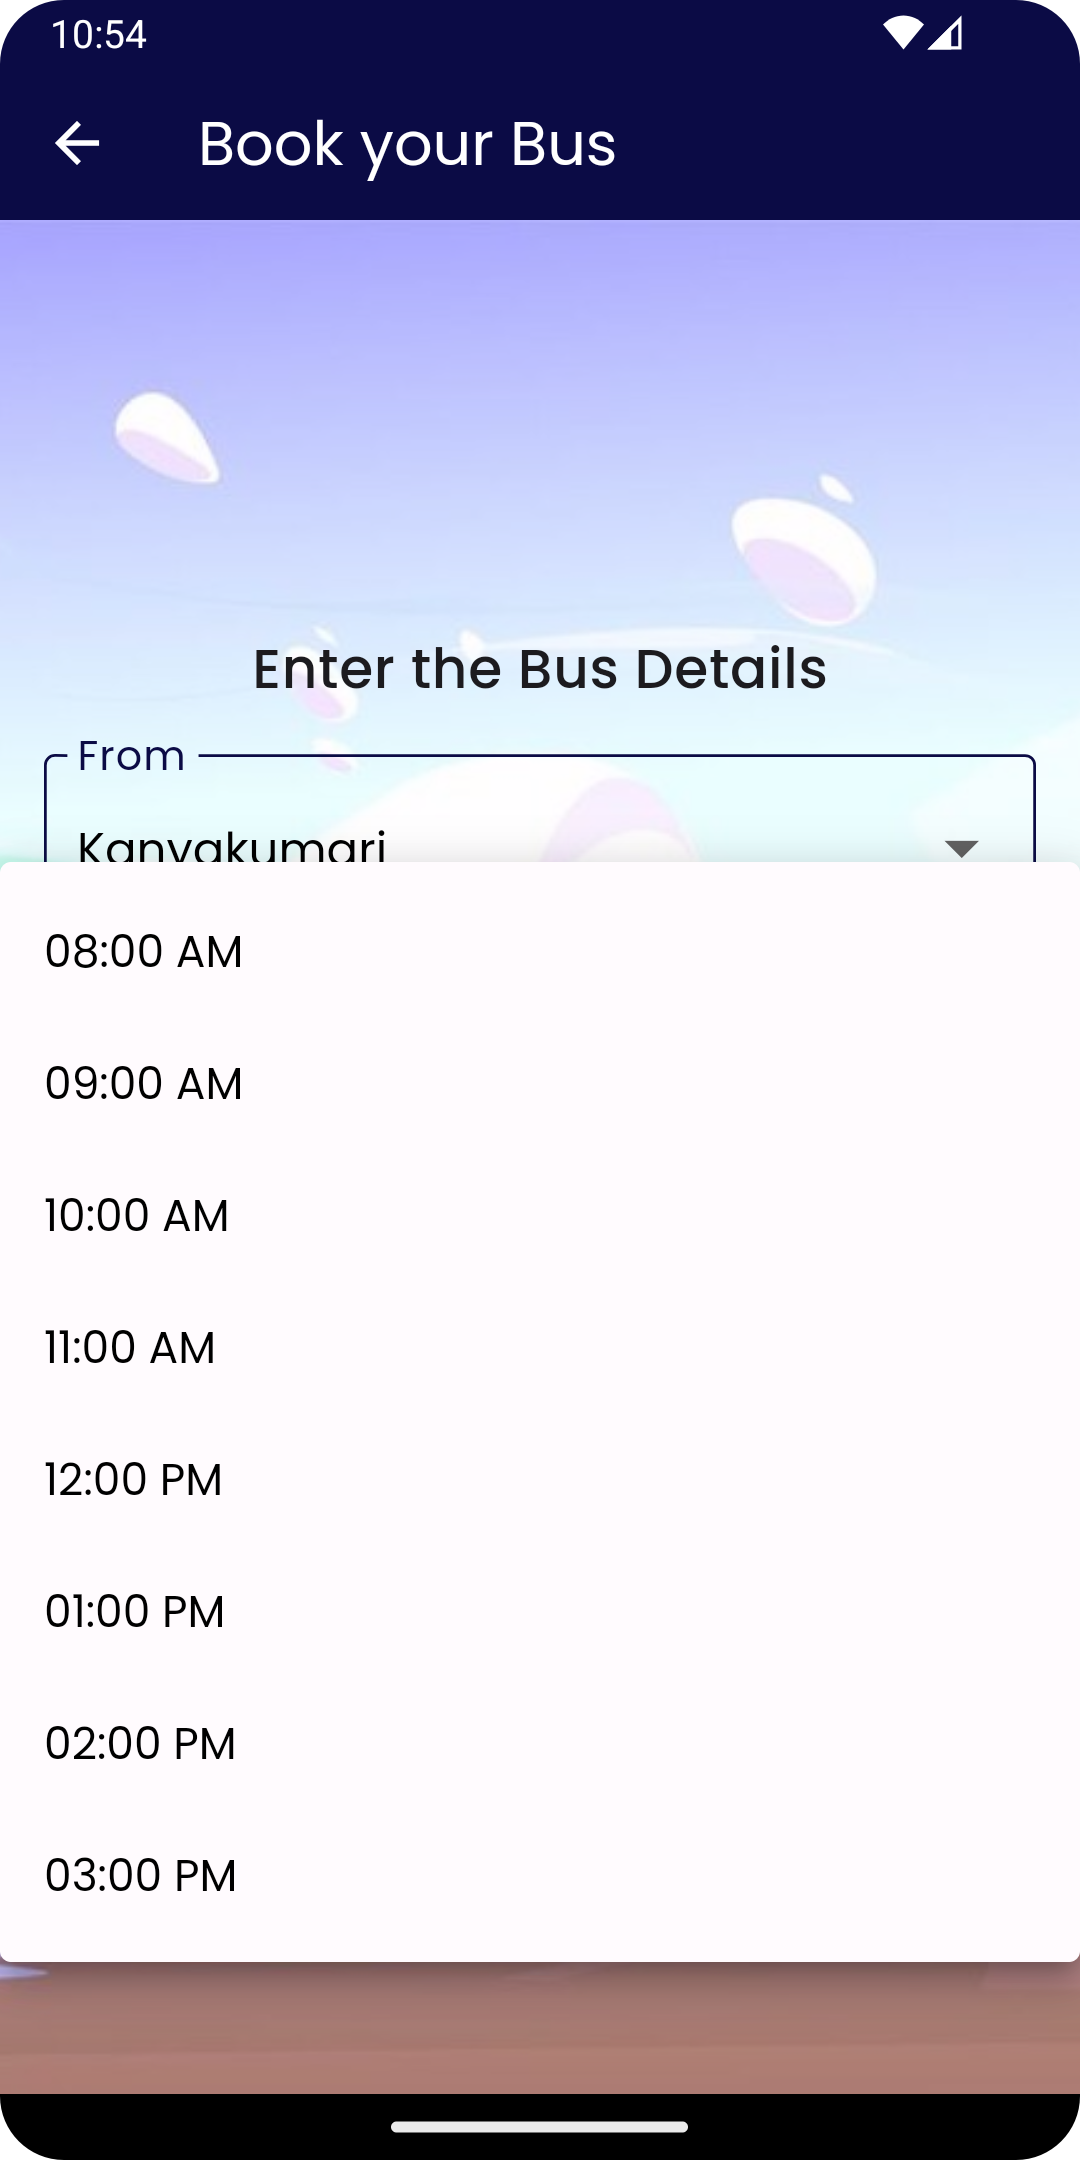 10:54
Book your Bus
Enter the Bus Details
From
Kanyakumari
08:00 AM
09:00 AM
10:00 AM
11:00 AM
12:00 PM
01:00 PM
02:00 PM
03:00 PM